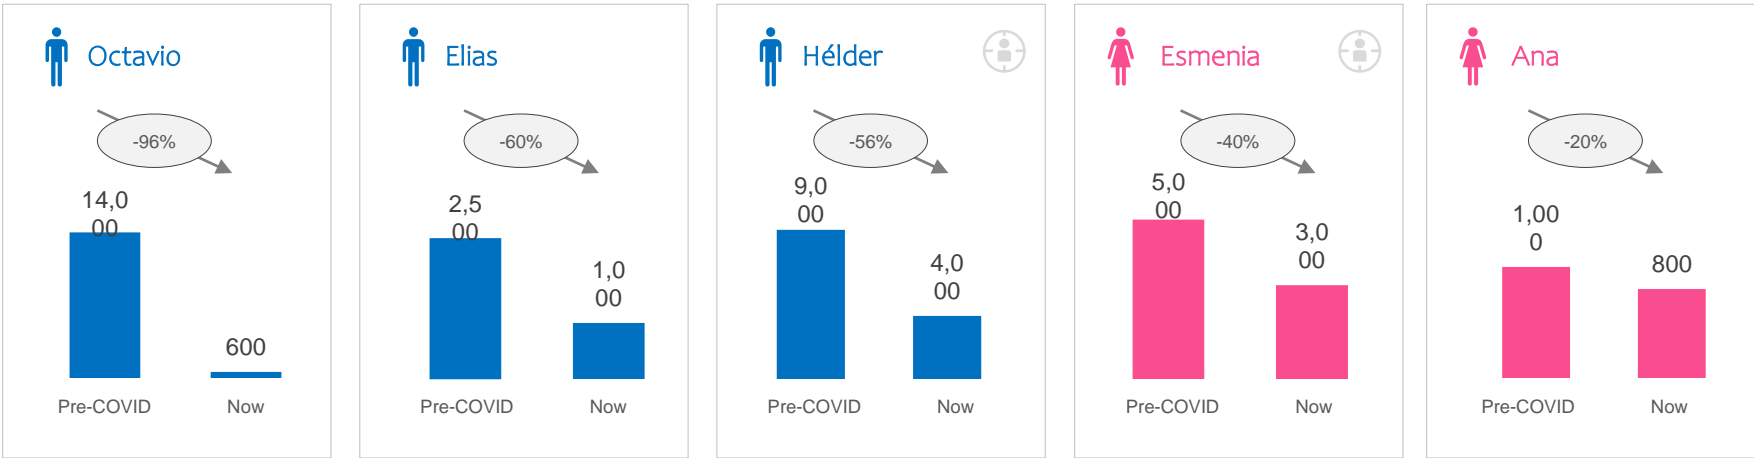 Octavio
-96%
14,0
00
600
Pre-COVID
Now
Elias
-60%
2,5
00
1,0
00
Pre-COVID
Now
Hélder
-56%
9,0
00
4,0
00
Pre-COVID
Now
Esmenia
-40%
5,0
00
3,0
00
Pre-COVID
Now
Ana
-20%
1,00
0
800
Pre-COVID
Now